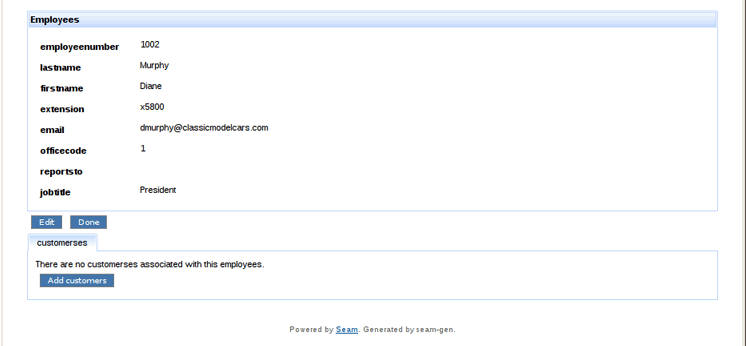 Employees
employeenumber 1002
lastname Murphy
firstname Diane
extension x5800
email dmurphy@classicmodelcars.com
officecode 1
reportsto
jobtitle President
Edit Done
customerses
There are no customerses associated with this employees.
Add customers
Powered by Seam. Generated by seam-gen.